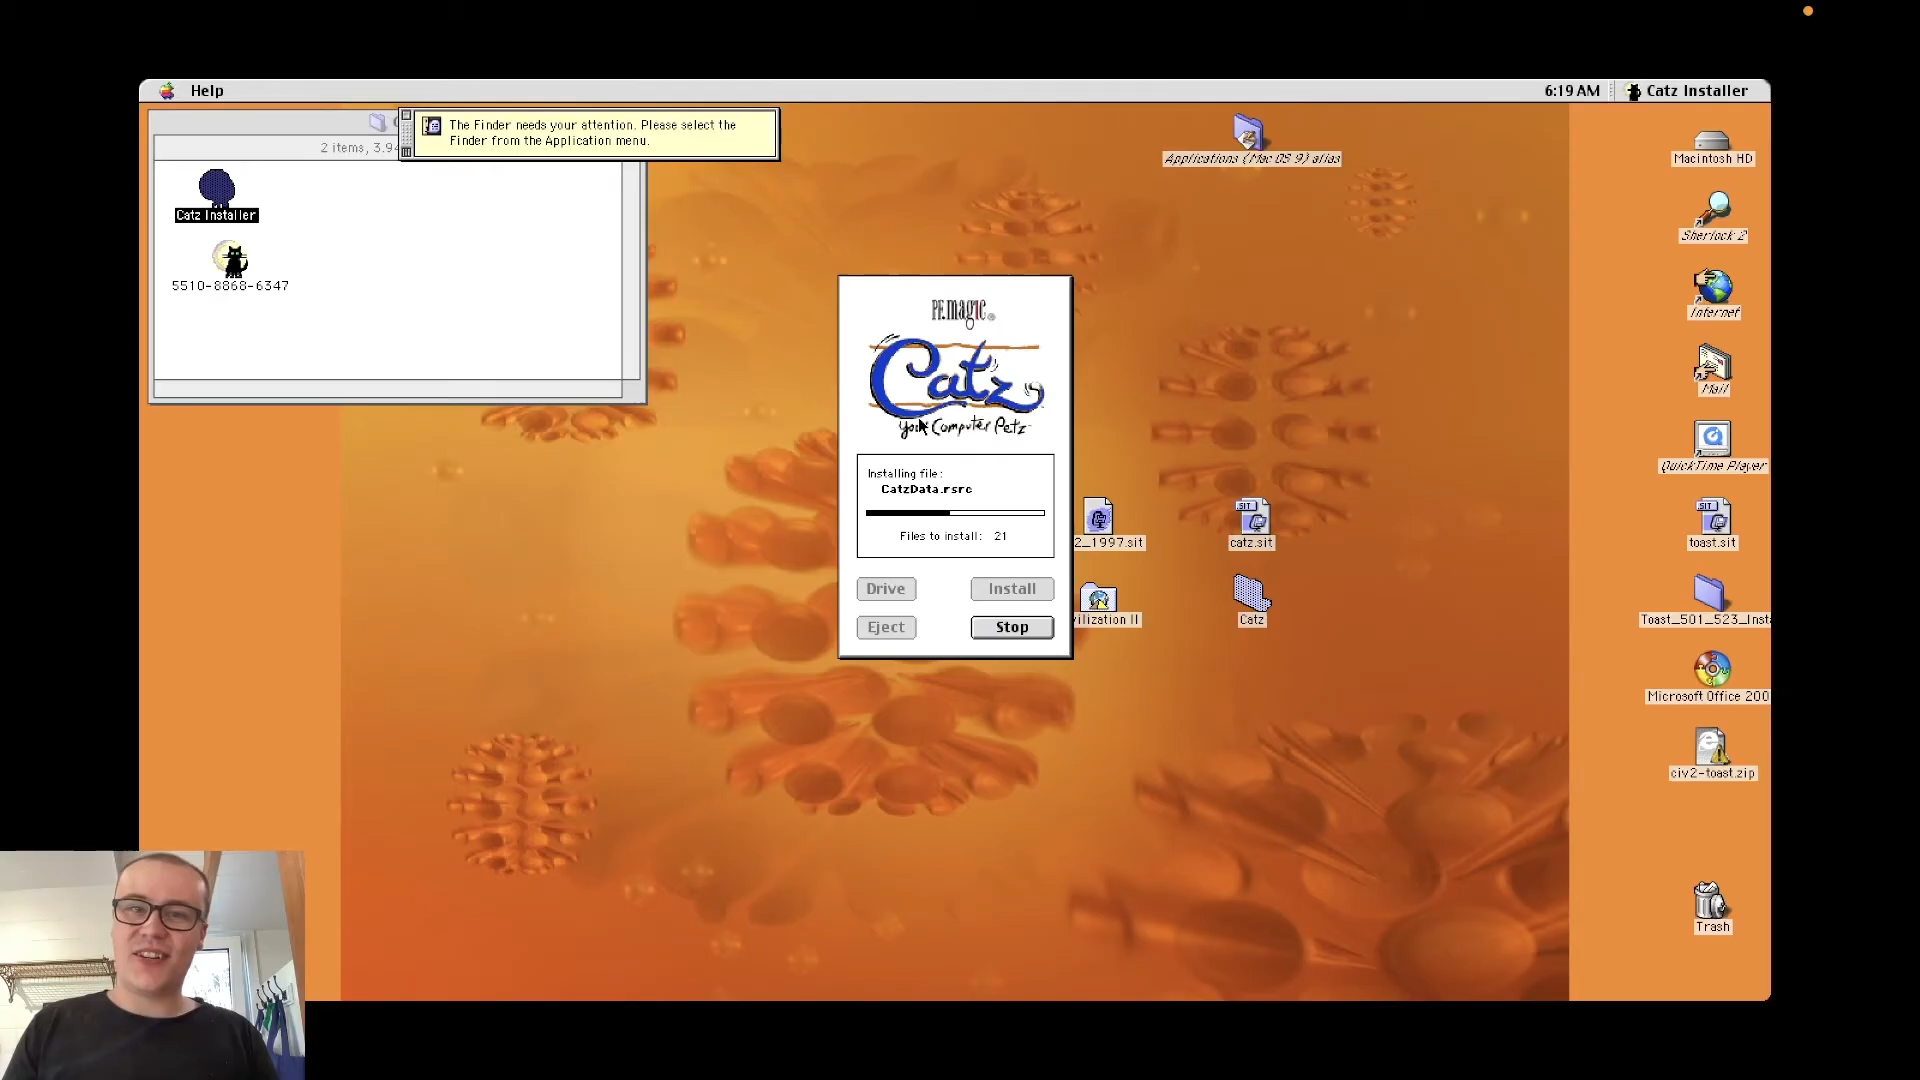 Help
6:19 AM
Catz Installer
The Finder needs your attention. Please select the
Finder from the Application menu.
2 items, 3.94
Catz Installer
5510-8868-6347
Applications (Mac OS 9) alias
Macintosh HD
Sherlock 2
Internet
Mail
QuickTime Player
PF.magic
Catz
Your Computer Petz
Installing file:
CatzData.rsrc
Files to install: 21
Drive
Install
Eject
Stop
2_1997.sit
catz.sit
toast.sit
vilization II
Catz
Toast_501_523_Inst
Microsoft Office 200
civ2-toast.zip
Trash